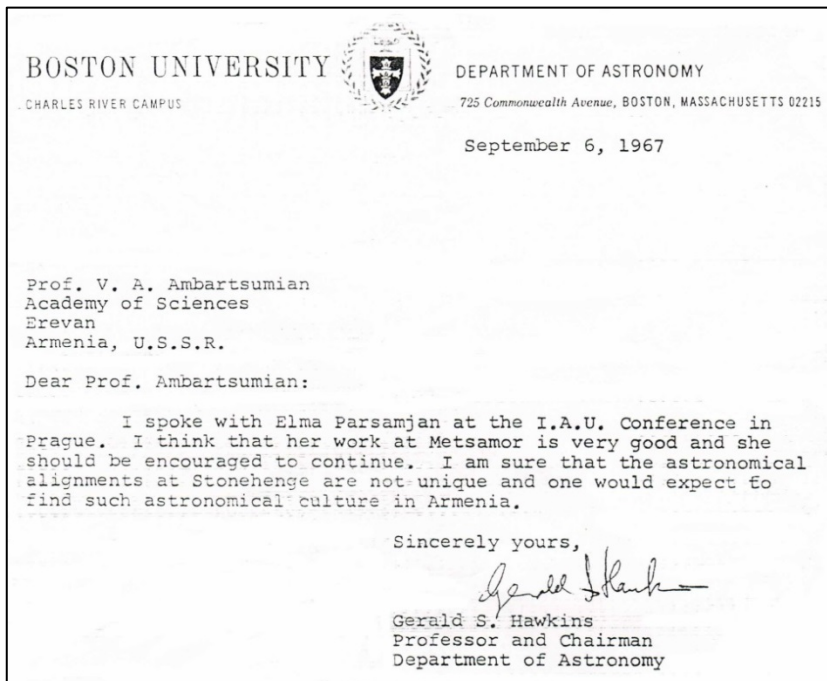 BOSTON UNIVERSITY
CHARLES RIVER CAMPUS
DEPARTMENT OF ASTRONOMY
725 Commonwealth Avenue, BOSTON, MASSACHUSETTS 02215
September 6, 1967
Prof. V. A. Ambartsumian
Academy of Sciences
Erevan
Armenia, U.S.S.R.
Dear Prof. Ambartsumian:
I spoke with Elma Parsamjan at the I.A.U. Conference in
Prague. I think that her work at Metsamor is very good and she
should be encouraged to continue. I am sure that the astronomical
alignments at Stonehenge are not unique and one would expect to
find such astronomical culture in Armenia.
Sincerely yours,
Gerald S Hawkins
Gerald S. Hawkins
Professor and Chairman
Department of Astronomy